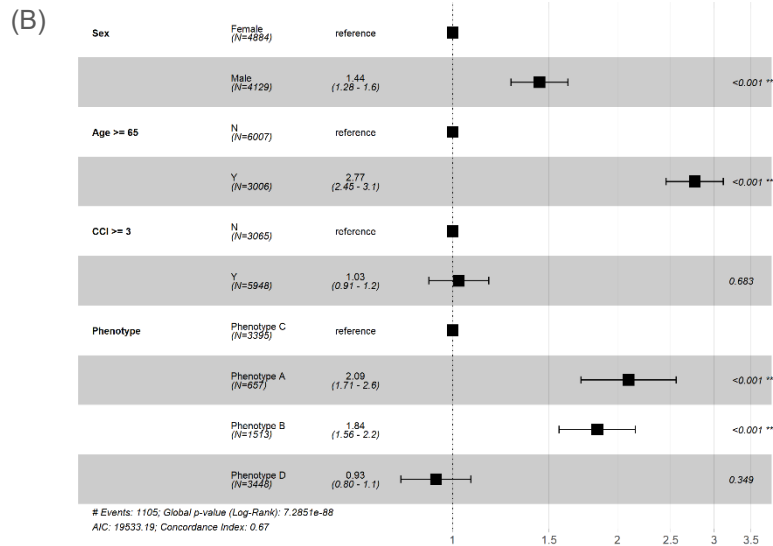 (B)
Sex Female reference
(N=4884)
Male 1.44 <0.001 **
(N=4129) (1.28 - 1.6)
Age >= 65 N reference
(N=6007)
Y 2.77 <0.001 **
(N=3006) (2.45 - 3.1)
CCI >= 3 N reference
(N=3065)
Y 1.03 0.683
(N=5948) (0.91 - 1.2)
Phenotype Phenotype C reference
(N=3395)
Phenotype A 2.09 <0.001 **
(N=657) (1.71 - 2.6)
Phenotype B 1.84 <0.001 **
(N=1513) (1.56 - 2.2)
Phenotype D 0.93 0.349
(N=3448) (0.80 - 1.1)
# Events: 1105; Global p-value (Log-Rank): 7.2851e-88
AIC: 19533.19; Concordance Index: 0.67
1 1.5 2 2.5 3 3.5